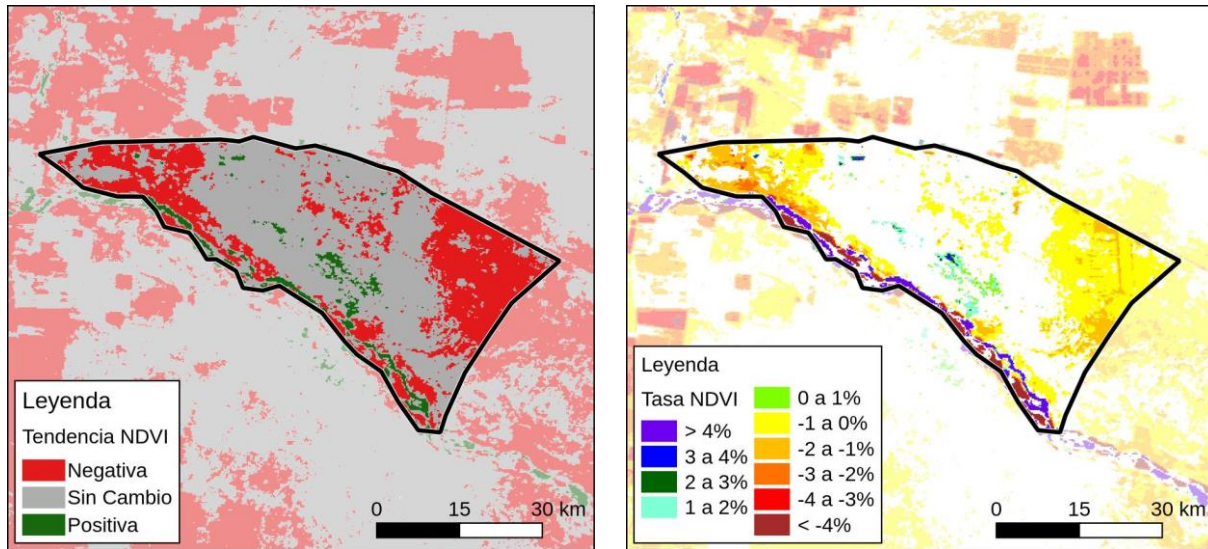 Leyenda
Tendencia NDVI
Negativa
Sin Cambio
Positiva
0 15 30 km
Leyenda
Tasa NDVI
> 4%
3 a 4%
2 a 3%
1 a 2%
0 a 1%
-1 a 0%
-2 a -1%
-3 a -2%
-4 a -3%
< -4%
0 15 30 km